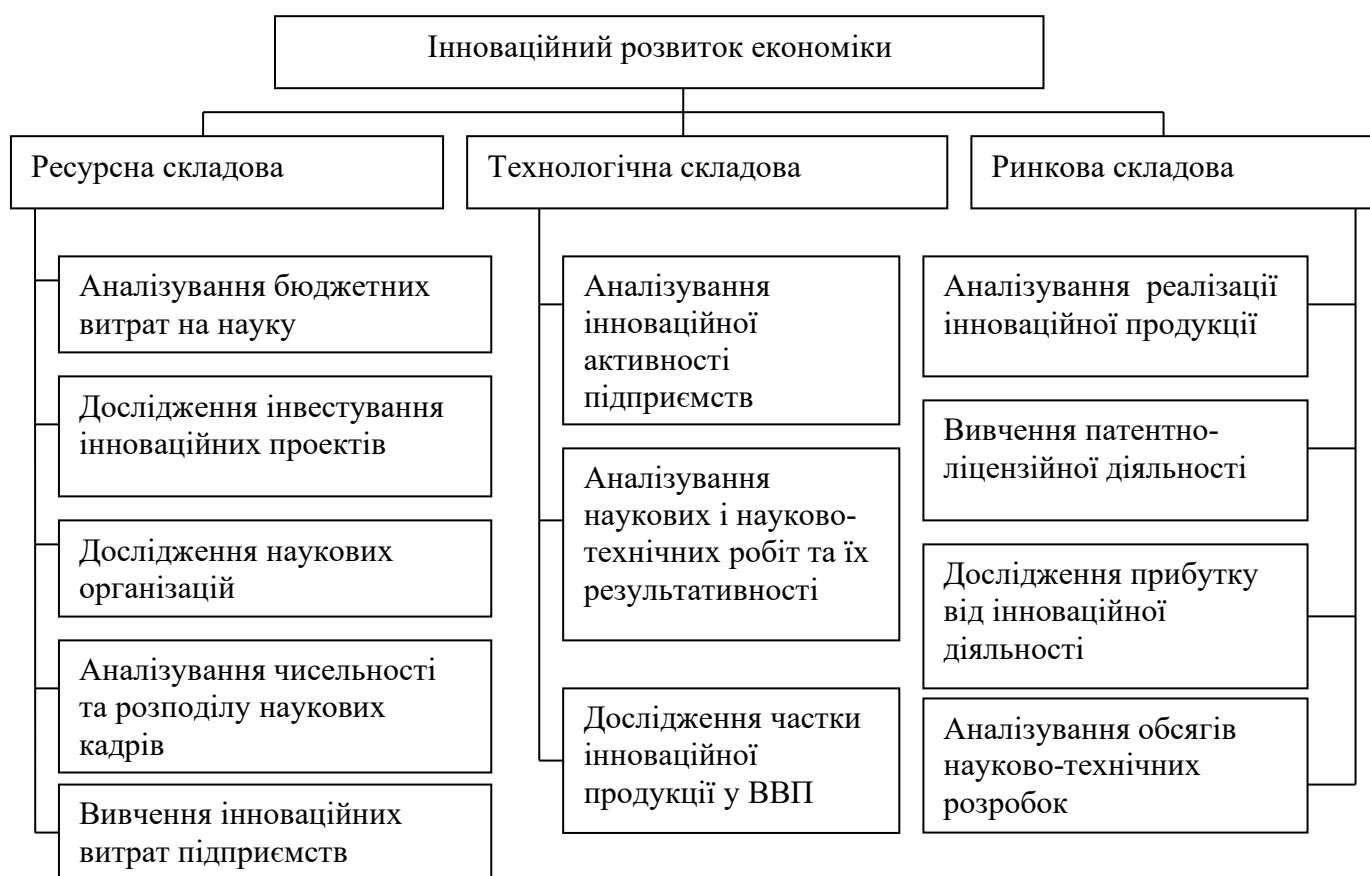 Інноваційний розвиток економіки
Ресурсна складова
Технологічна складова
Ринкова складова
Аналізування бюджетних
витрат на науку
Дослідження інвестування
інноваційних проектів
Дослідження наукових
організацій
Аналізування чисельності
та розподілу наукових
кадрів
Вивчення інноваційних
витрат підприємств
Аналізування
інноваційної
активності
підприємств
Аналізування
наукових і науково-
технічних робіт та їх
результативності
Дослідження частки
інноваційної
продукції у ВВП
Аналізування  реалізації
інноваційної продукції
Вивчення патентно-
ліцензійної діяльності
Дослідження прибутку
від інноваційної
діяльності
Аналізування обсягів
науково-технічних
розробок